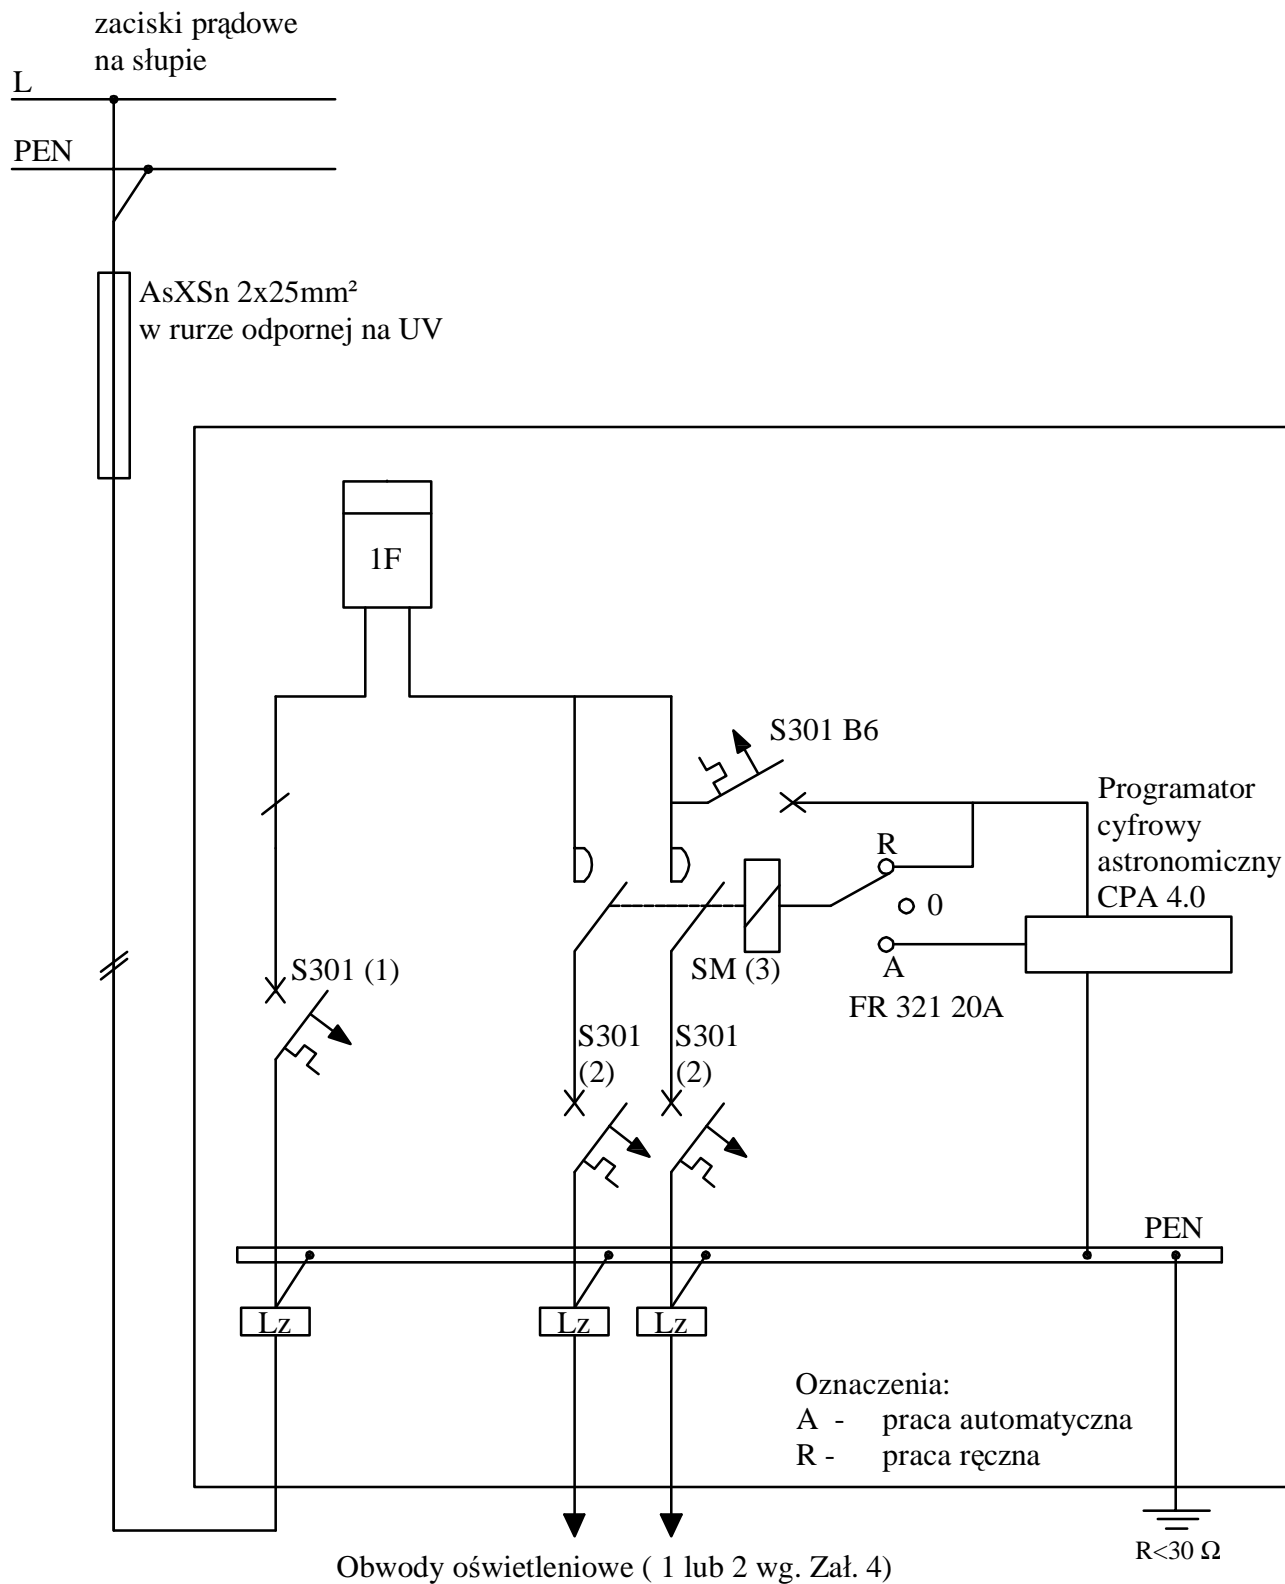 zaciski prądowe
na słupie
L
PEN
AsXSn 2x25mm²
w rurze odpornej na UV
1F
S301 B6
Programator
cyfrowy
astronomiczny
CPA 4.0
R
0
A
SM (3)
FR 321 20A
S301 (1)
S301
(2)
S301
(2)
PEN
Lz
Lz
Lz
Oznaczenia:
A - praca automatyczna
R - praca ręczna
R<30 Ω
Obwody oświetleniowe ( 1 lub 2 wg. Zał. 4)